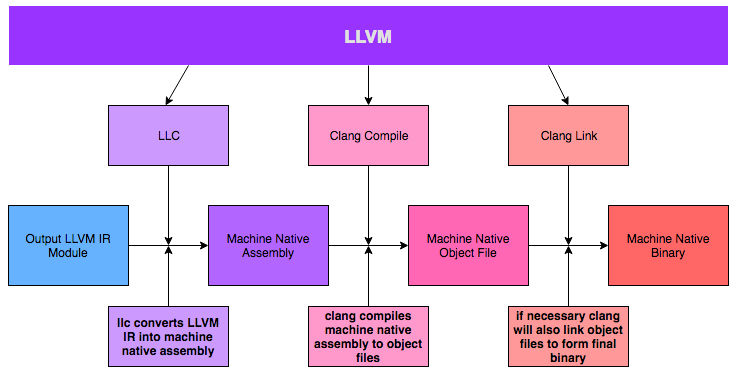 LLVM
LLC
Clang Compile
Clang Link
Output LLVM IR
Module
Machine Native
Assembly
Machine Native
Object File
Machine Native
Binary
llc converts LLVM
IR into machine
native assembly
clang compiles
machine native
assembly to object
files
if necessary clang
will also link object
files to form final
binary